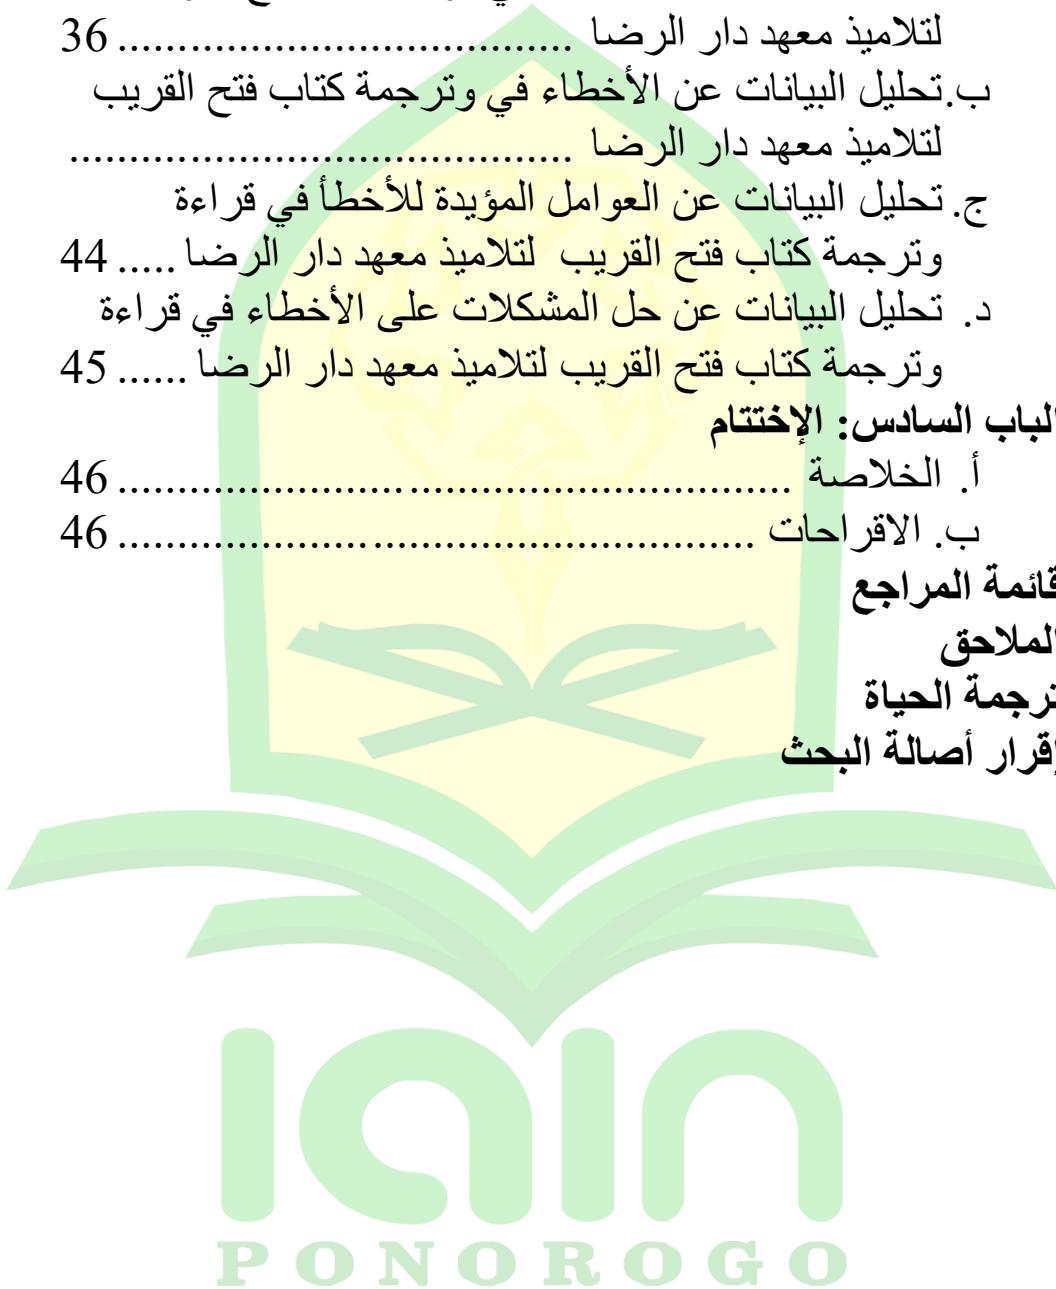 لتلاميذ معهد دار الرضا ...................................... 36
ب.تحليل البيانات عن الأخطاء في وترجمة كتاب فتح القريب
لتلاميذ معهد دار الرضا ..........................................
ج. تحليل البيانات عن العوامل المؤيدة للأخطأ في قراءة
وترجمة كتاب فتح القريب لتلاميذ معهد دار الرضا ..... 44
د. تحليل البيانات عن حل المشكلات على الأخطاء في قراءة
وترجمة كتاب فتح القريب لتلاميذ معهد دار الرضا ...... 45
الباب السادس: الإختتام
أ. الخلاصة ........................................................ 46
ب. الاقراحات ..................................................... 46
قائمة المراجع
الملاحق
ترجمة الحياة
إقرار أصالة البحث
iain
PONOROGO